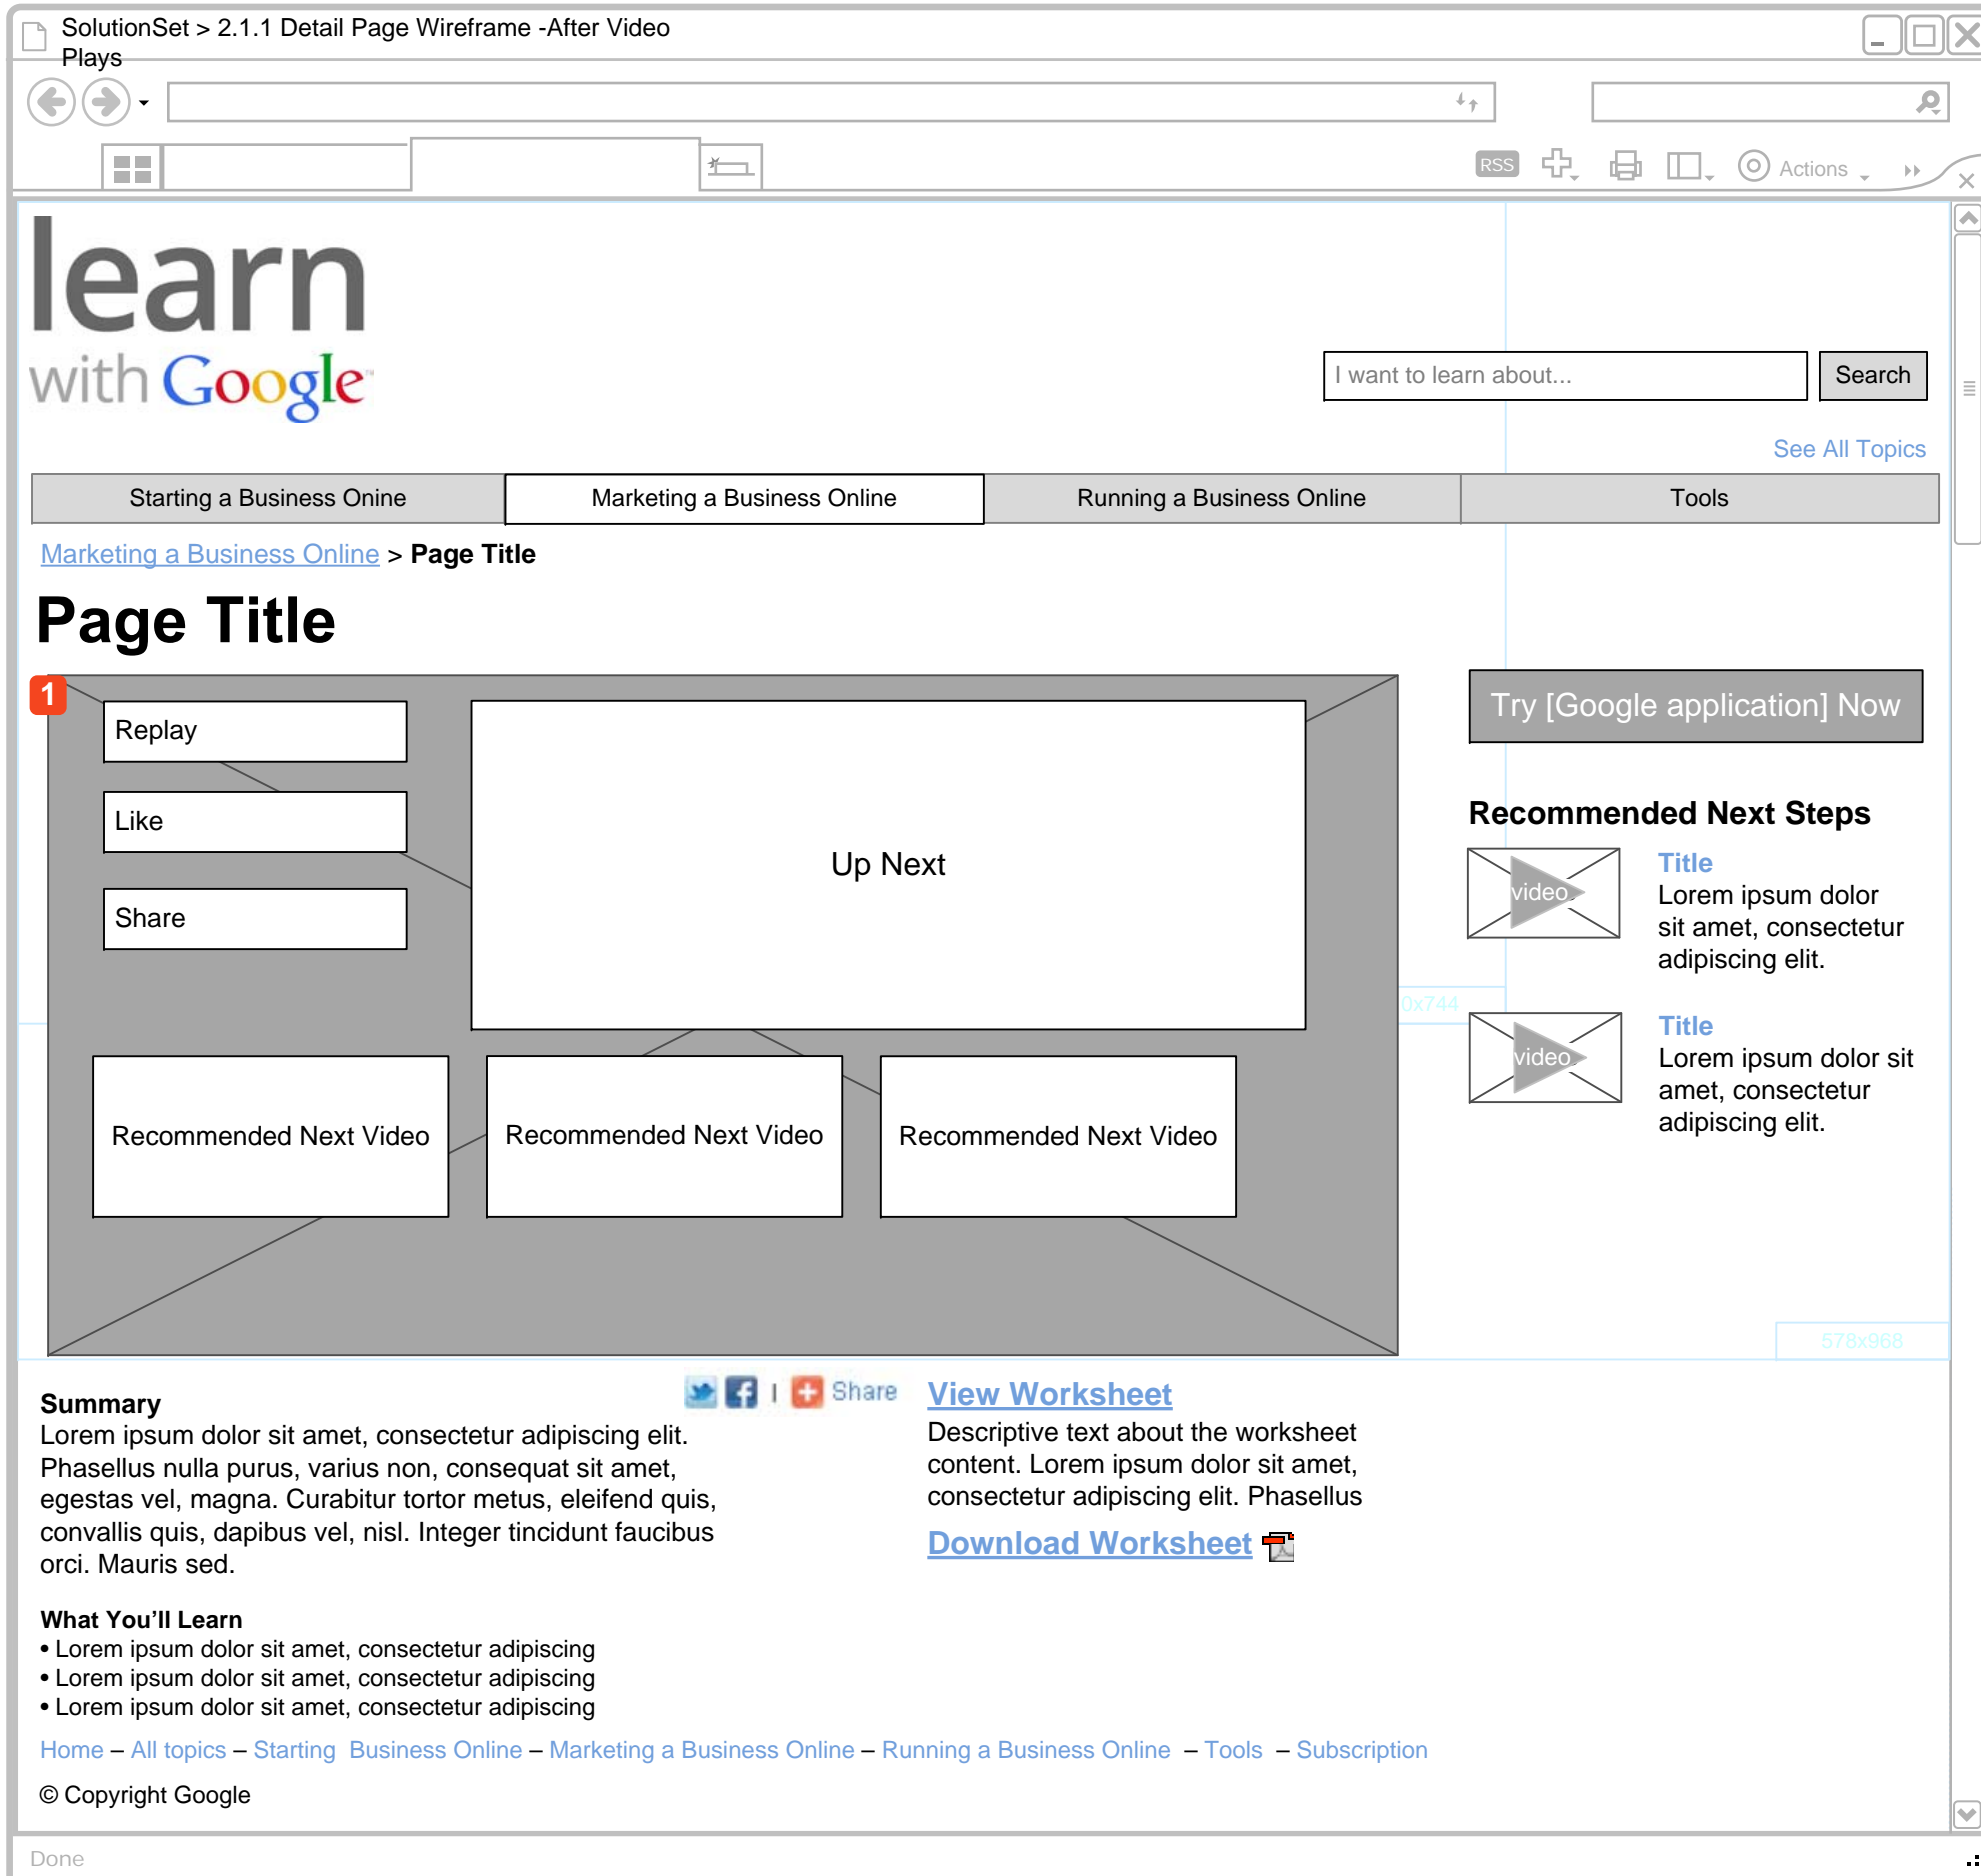 SolutionSet > 2.1.1 Detail Page Wireframe -After Video
Plays
RSS
Actions
learn
with Google™
I want to learn about...
Search
See All Topics
Starting a Business Onine
Marketing a Business Online
Running a Business Online
Tools
Marketing a Business Online > Page Title
Page Title
1
Replay
Like
Share
Up Next
Recommended Next Video
Recommended Next Video
Recommended Next Video
Try [Google application] Now
Recommended Next Steps
video
Title
Lorem ipsum dolor
sit amet, consectetur
adipiscing elit.
0x744
video
Title
Lorem ipsum dolor sit
amet, consectetur
adipiscing elit.
578x968
Summary
Lorem ipsum dolor sit amet, consectetur adipiscing elit.
Phasellus nulla purus, varius non, consequat sit amet,
egestas vel, magna. Curabitur tortor metus, eleifend quis,
convallis quis, dapibus vel, nisl. Integer tincidunt faucibus
orci. Mauris sed.
| Share
View Worksheet
Descriptive text about the worksheet
content. Lorem ipsum dolor sit amet,
consectetur adipiscing elit. Phasellus
Download Worksheet
What You’ll Learn
• Lorem ipsum dolor sit amet, consectetur adipiscing
• Lorem ipsum dolor sit amet, consectetur adipiscing
• Lorem ipsum dolor sit amet, consectetur adipiscing
Home – All topics – Starting  Business Online – Marketing a Business Online – Running a Business Online  – Tools  – Subscription
© Copyright Google
Done